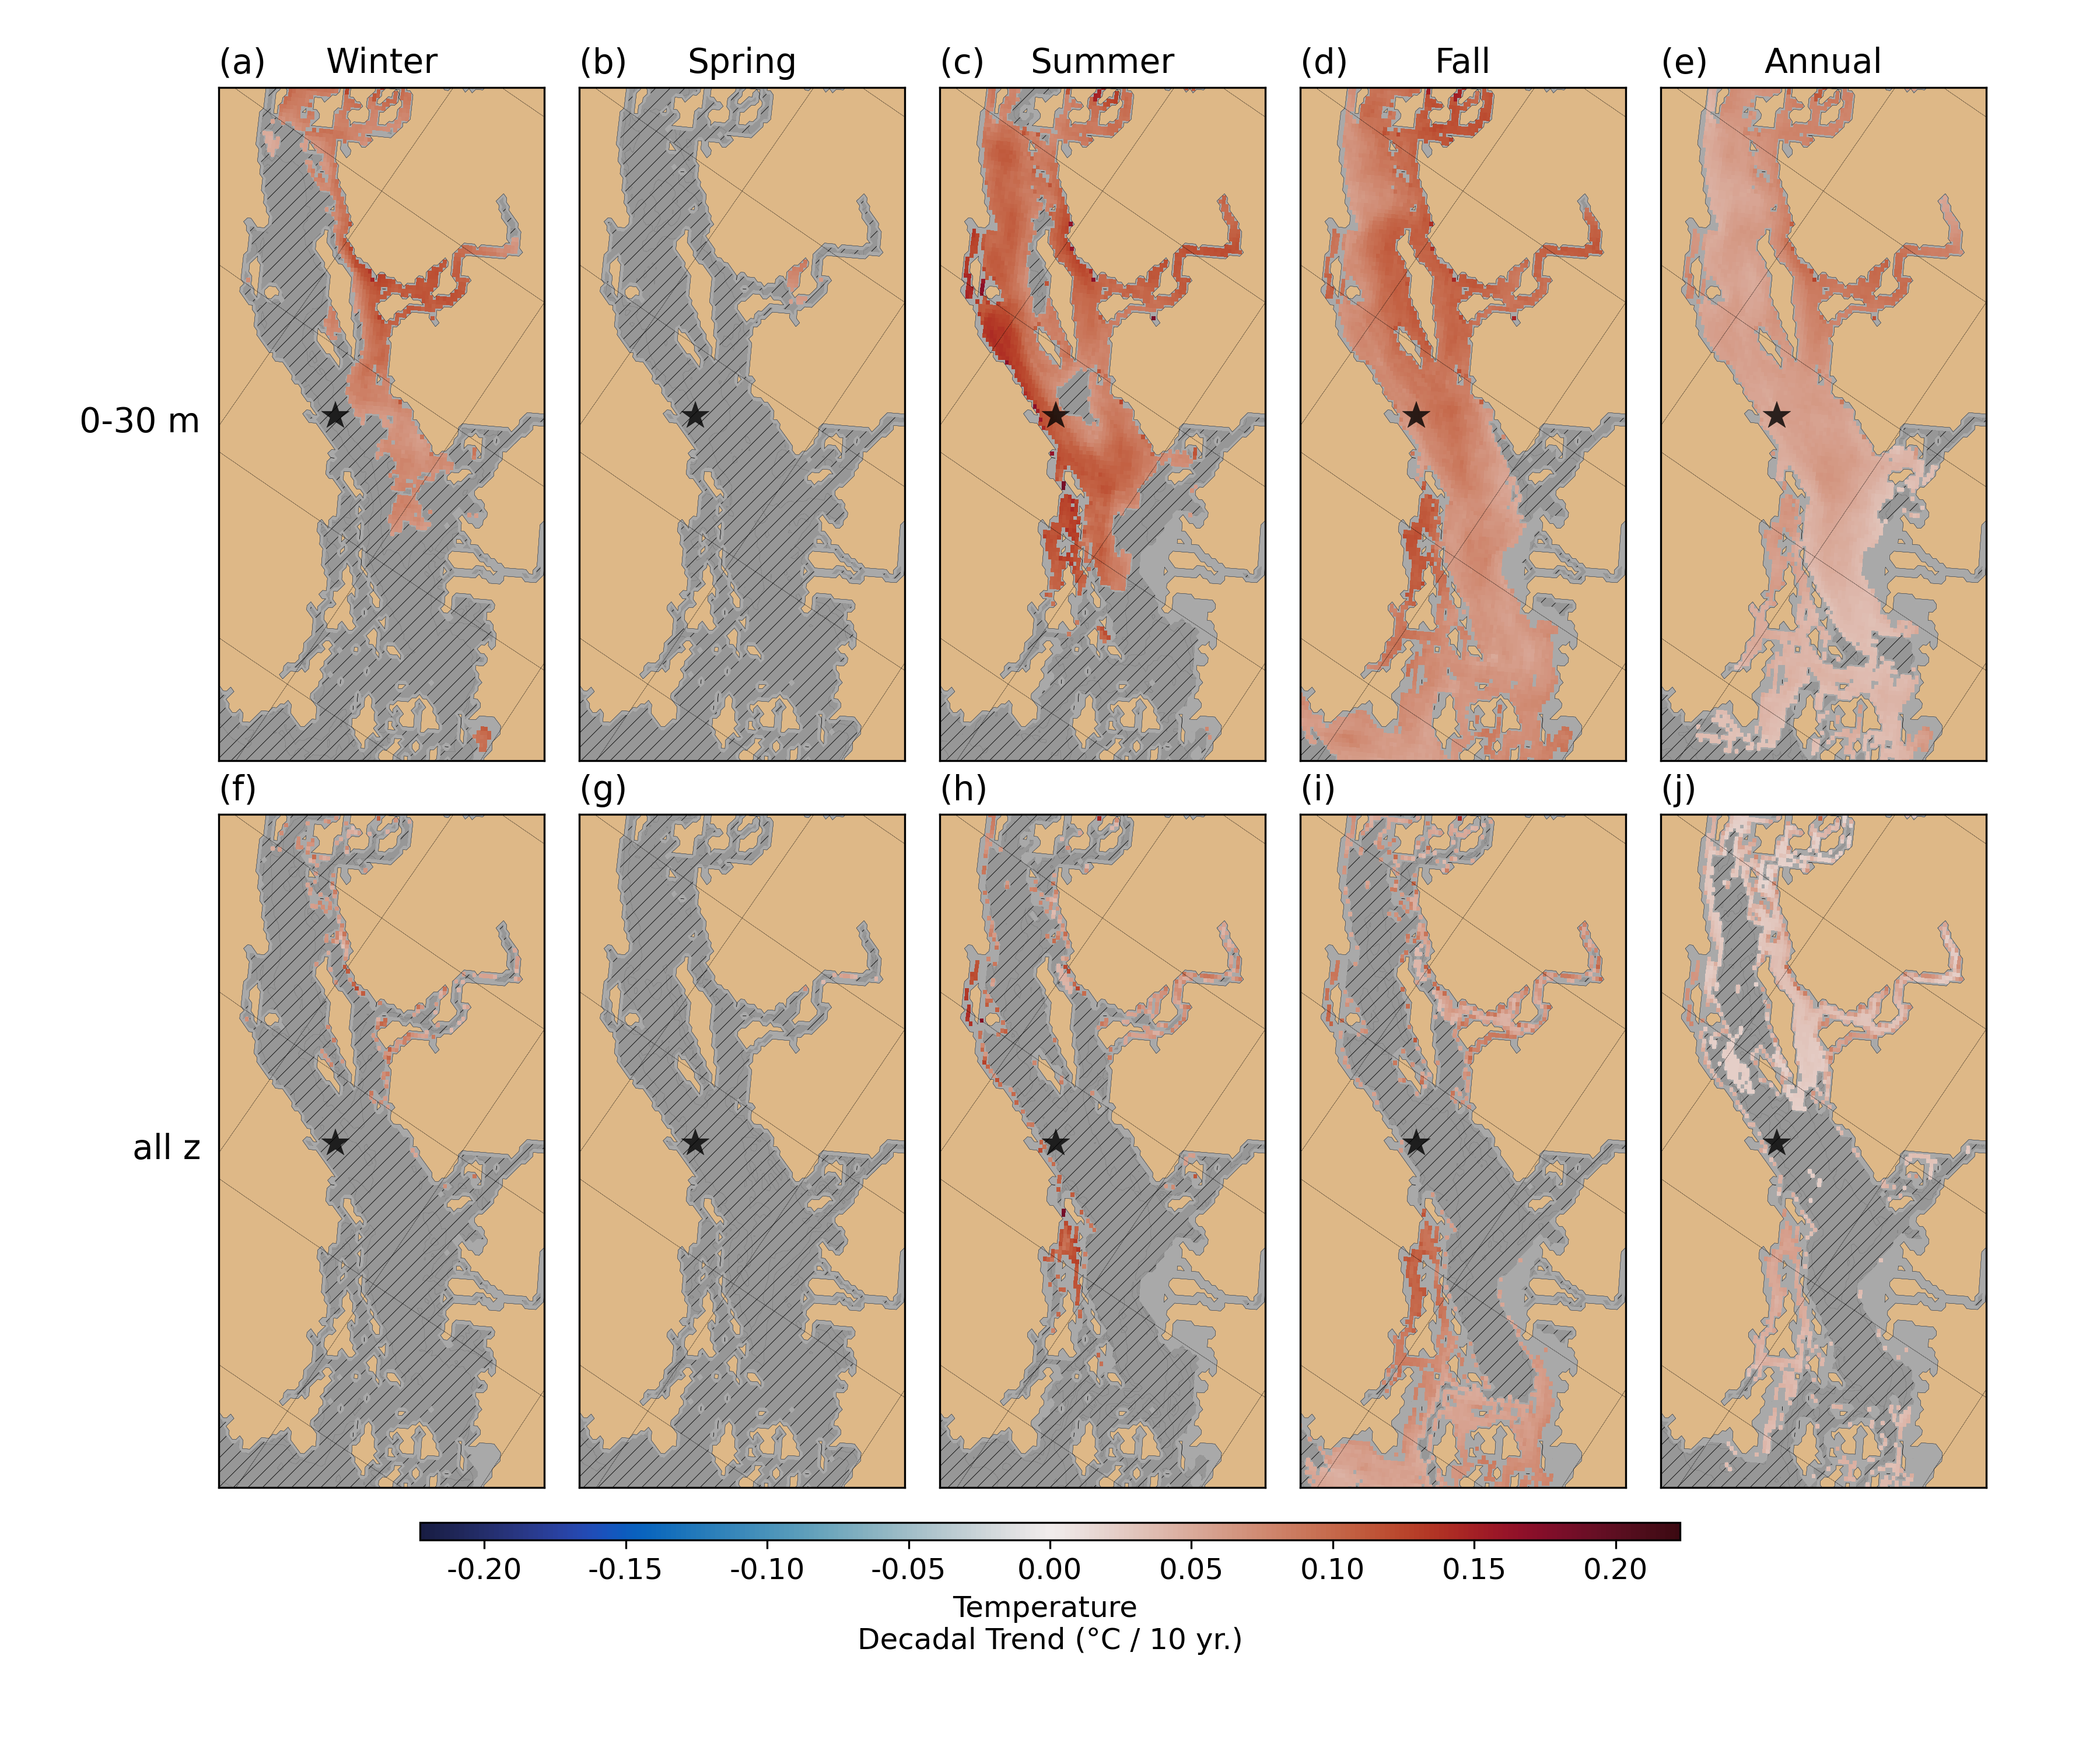 (a) Winter
(b) Spring
(c) Summer
(d) Fall
(e) Annual
0-30 m
(f)
(g)
(h)
(i)
(j)
all z
-0.20 -0.15 -0.10 -0.05 0.00 0.05 0.10 0.15 0.20
Temperature
Decadal Trend (°C / 10 yr.)